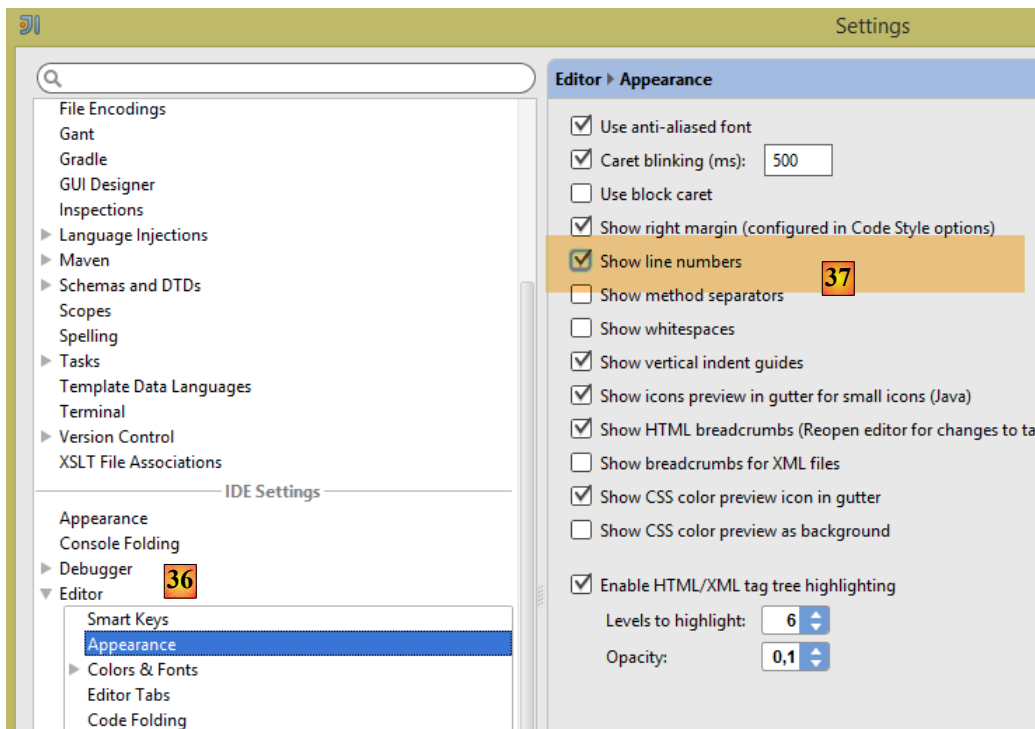 Settings
File Encodings
Gant
Gradle
GUI Designer
Inspections
Language Injections
Maven
Schemas and DTDs
Scopes
Spelling
Tasks
Template Data Languages
Terminal
Version Control
XSLT File Associations
IDE Settings
Appearance
Console Folding
Debugger
36
Editor
Smart Keys
Appearance
Colors & Fonts
Editor Tabs
Code Folding
Editor Appearance
Use anti-aliased font
Caret blinking (ms): 500
Use block caret
Show right margin (configured in Code Style options)
Show line numbers
37
Show method separators
Show whitespaces
Show vertical indent guides
Show icons preview in gutter for small icons (Java)
Show HTML breadcrumbs (Reopen editor for changes to ta
Show breadcrumbs for XML files
Show CSS color preview icon in gutter
Show CSS color preview as background
Enable HTML/XML tag tree highlighting
Levels to highlight: 6
Opacity: 0,1